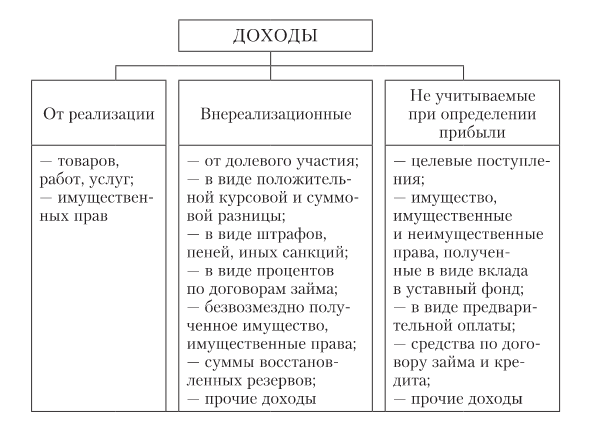 ДОХОДЫ
От реализации
— товаров,
работ, услуг;
— имуществен-
ных прав
Внереализационные
— от долевого участия;
— в виде положитель-
ной курсовой и суммо-
вой разницы;
— в виде штрафов,
пеней, иных санкций;
— в виде процентов
по договорам займа;
— безвозмездно полу-
ченное имущество,
имущественные права;
— суммы восстанов-
ленных резервов;
— прочие доходы
Не учитываемые
при определении
прибыли
— целевые поступле-
ния;
— имущество,
имущественные
и неимущественные
права, получен-
ные в виде вклада
в уставный фонд;
— в виде предвари-
тельной оплаты;
— средства по дого-
вору займа и кре-
дита;
— прочие доходы